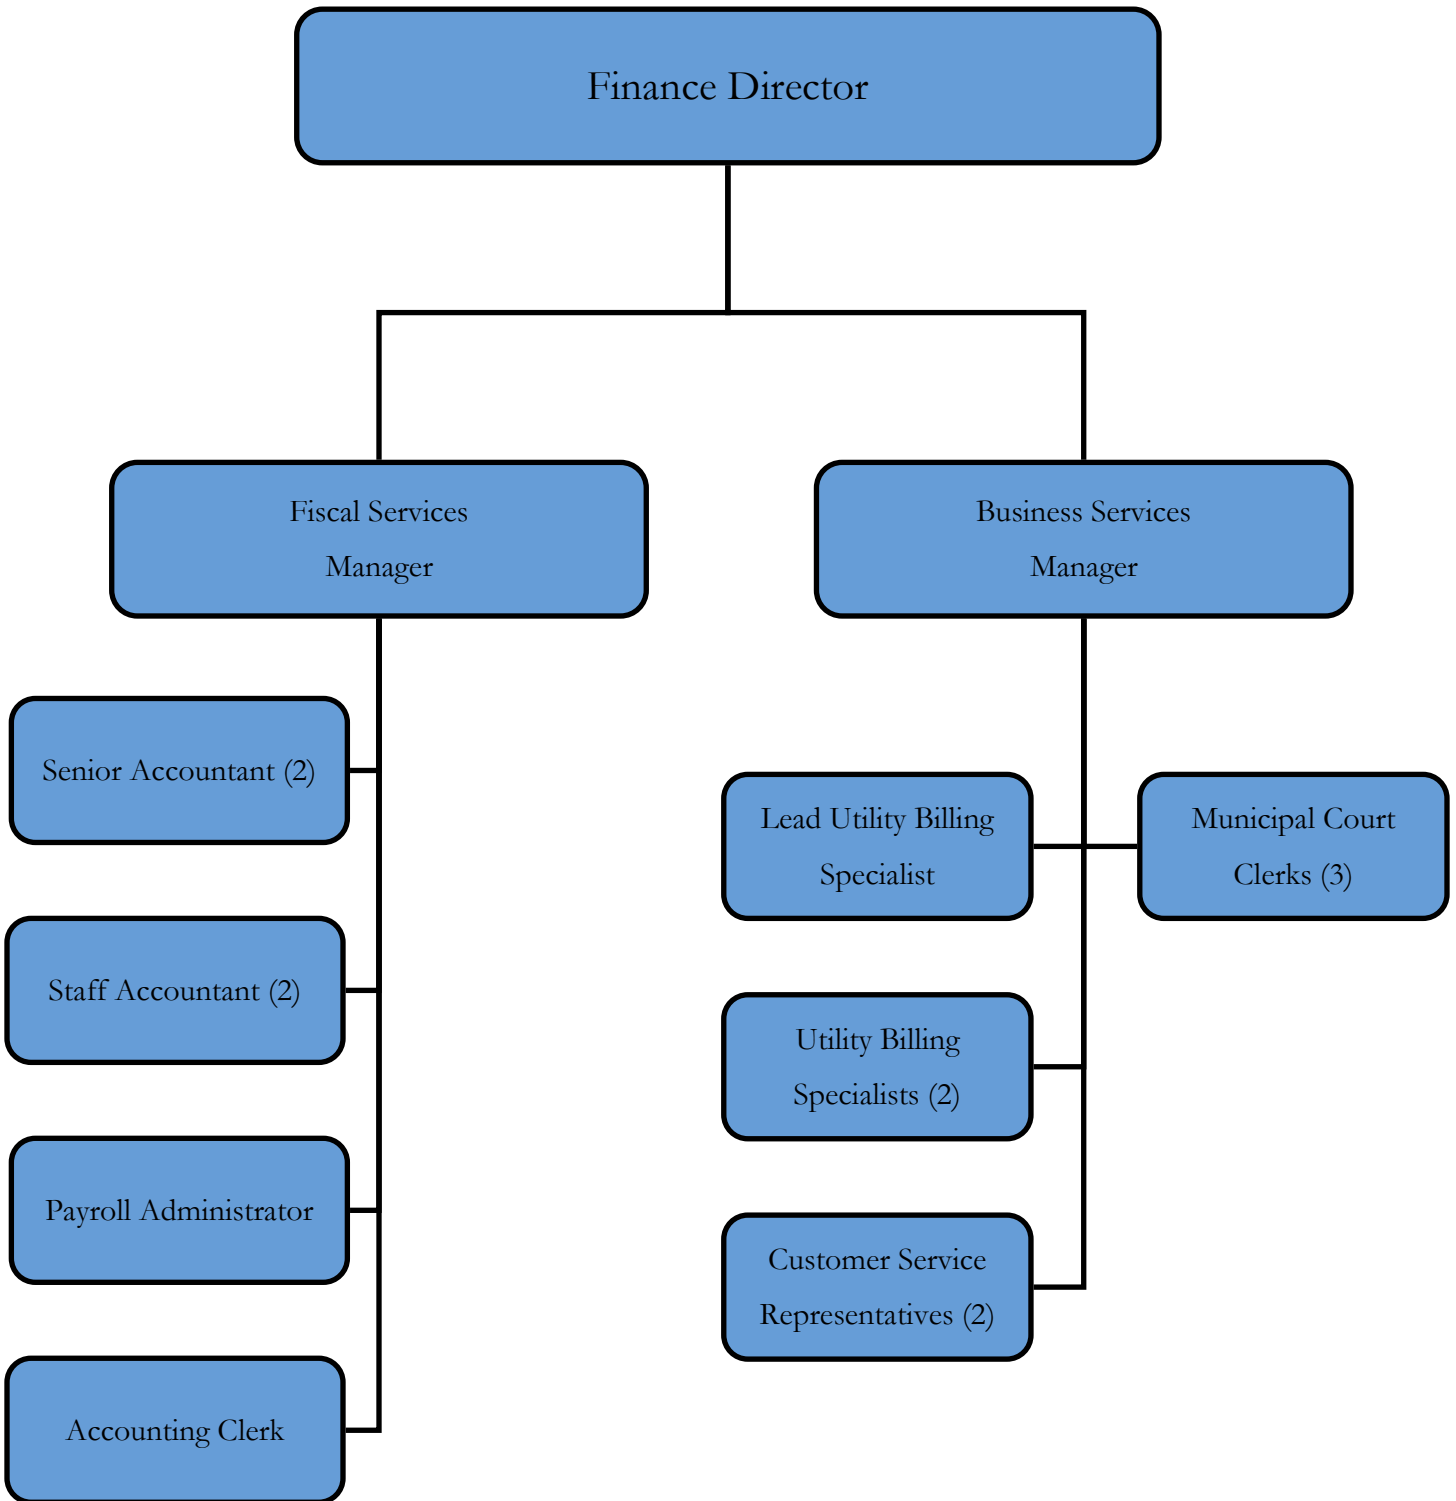 Finance Director
Fiscal Services
Manager
Business Services
Manager
Senior Accountant (2)
Staff Accountant (2)
Payroll Administrator
Accounting Clerk
Lead Utility Billing
Specialist
Municipal Court
Clerks (3)
Utility Billing
Specialists (2)
Customer Service
Representatives (2)